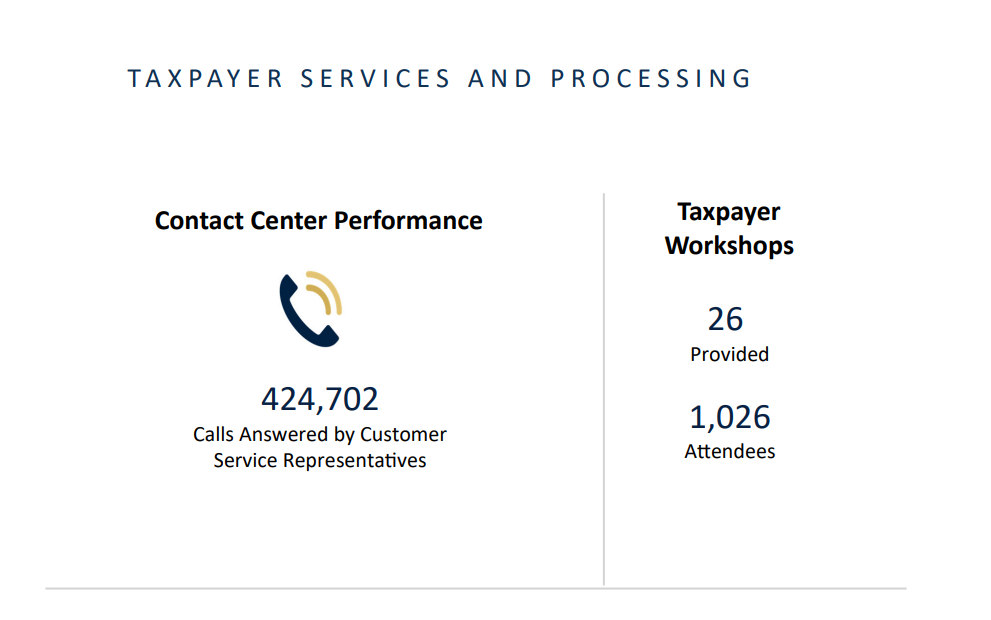 TAXPAYER SERVICES AND PROCESSING
Contact Center Performance
424,702
Calls Answered by Customer
Service Representatives
Taxpayer
Workshops
26
Provided
1,026
Attendees